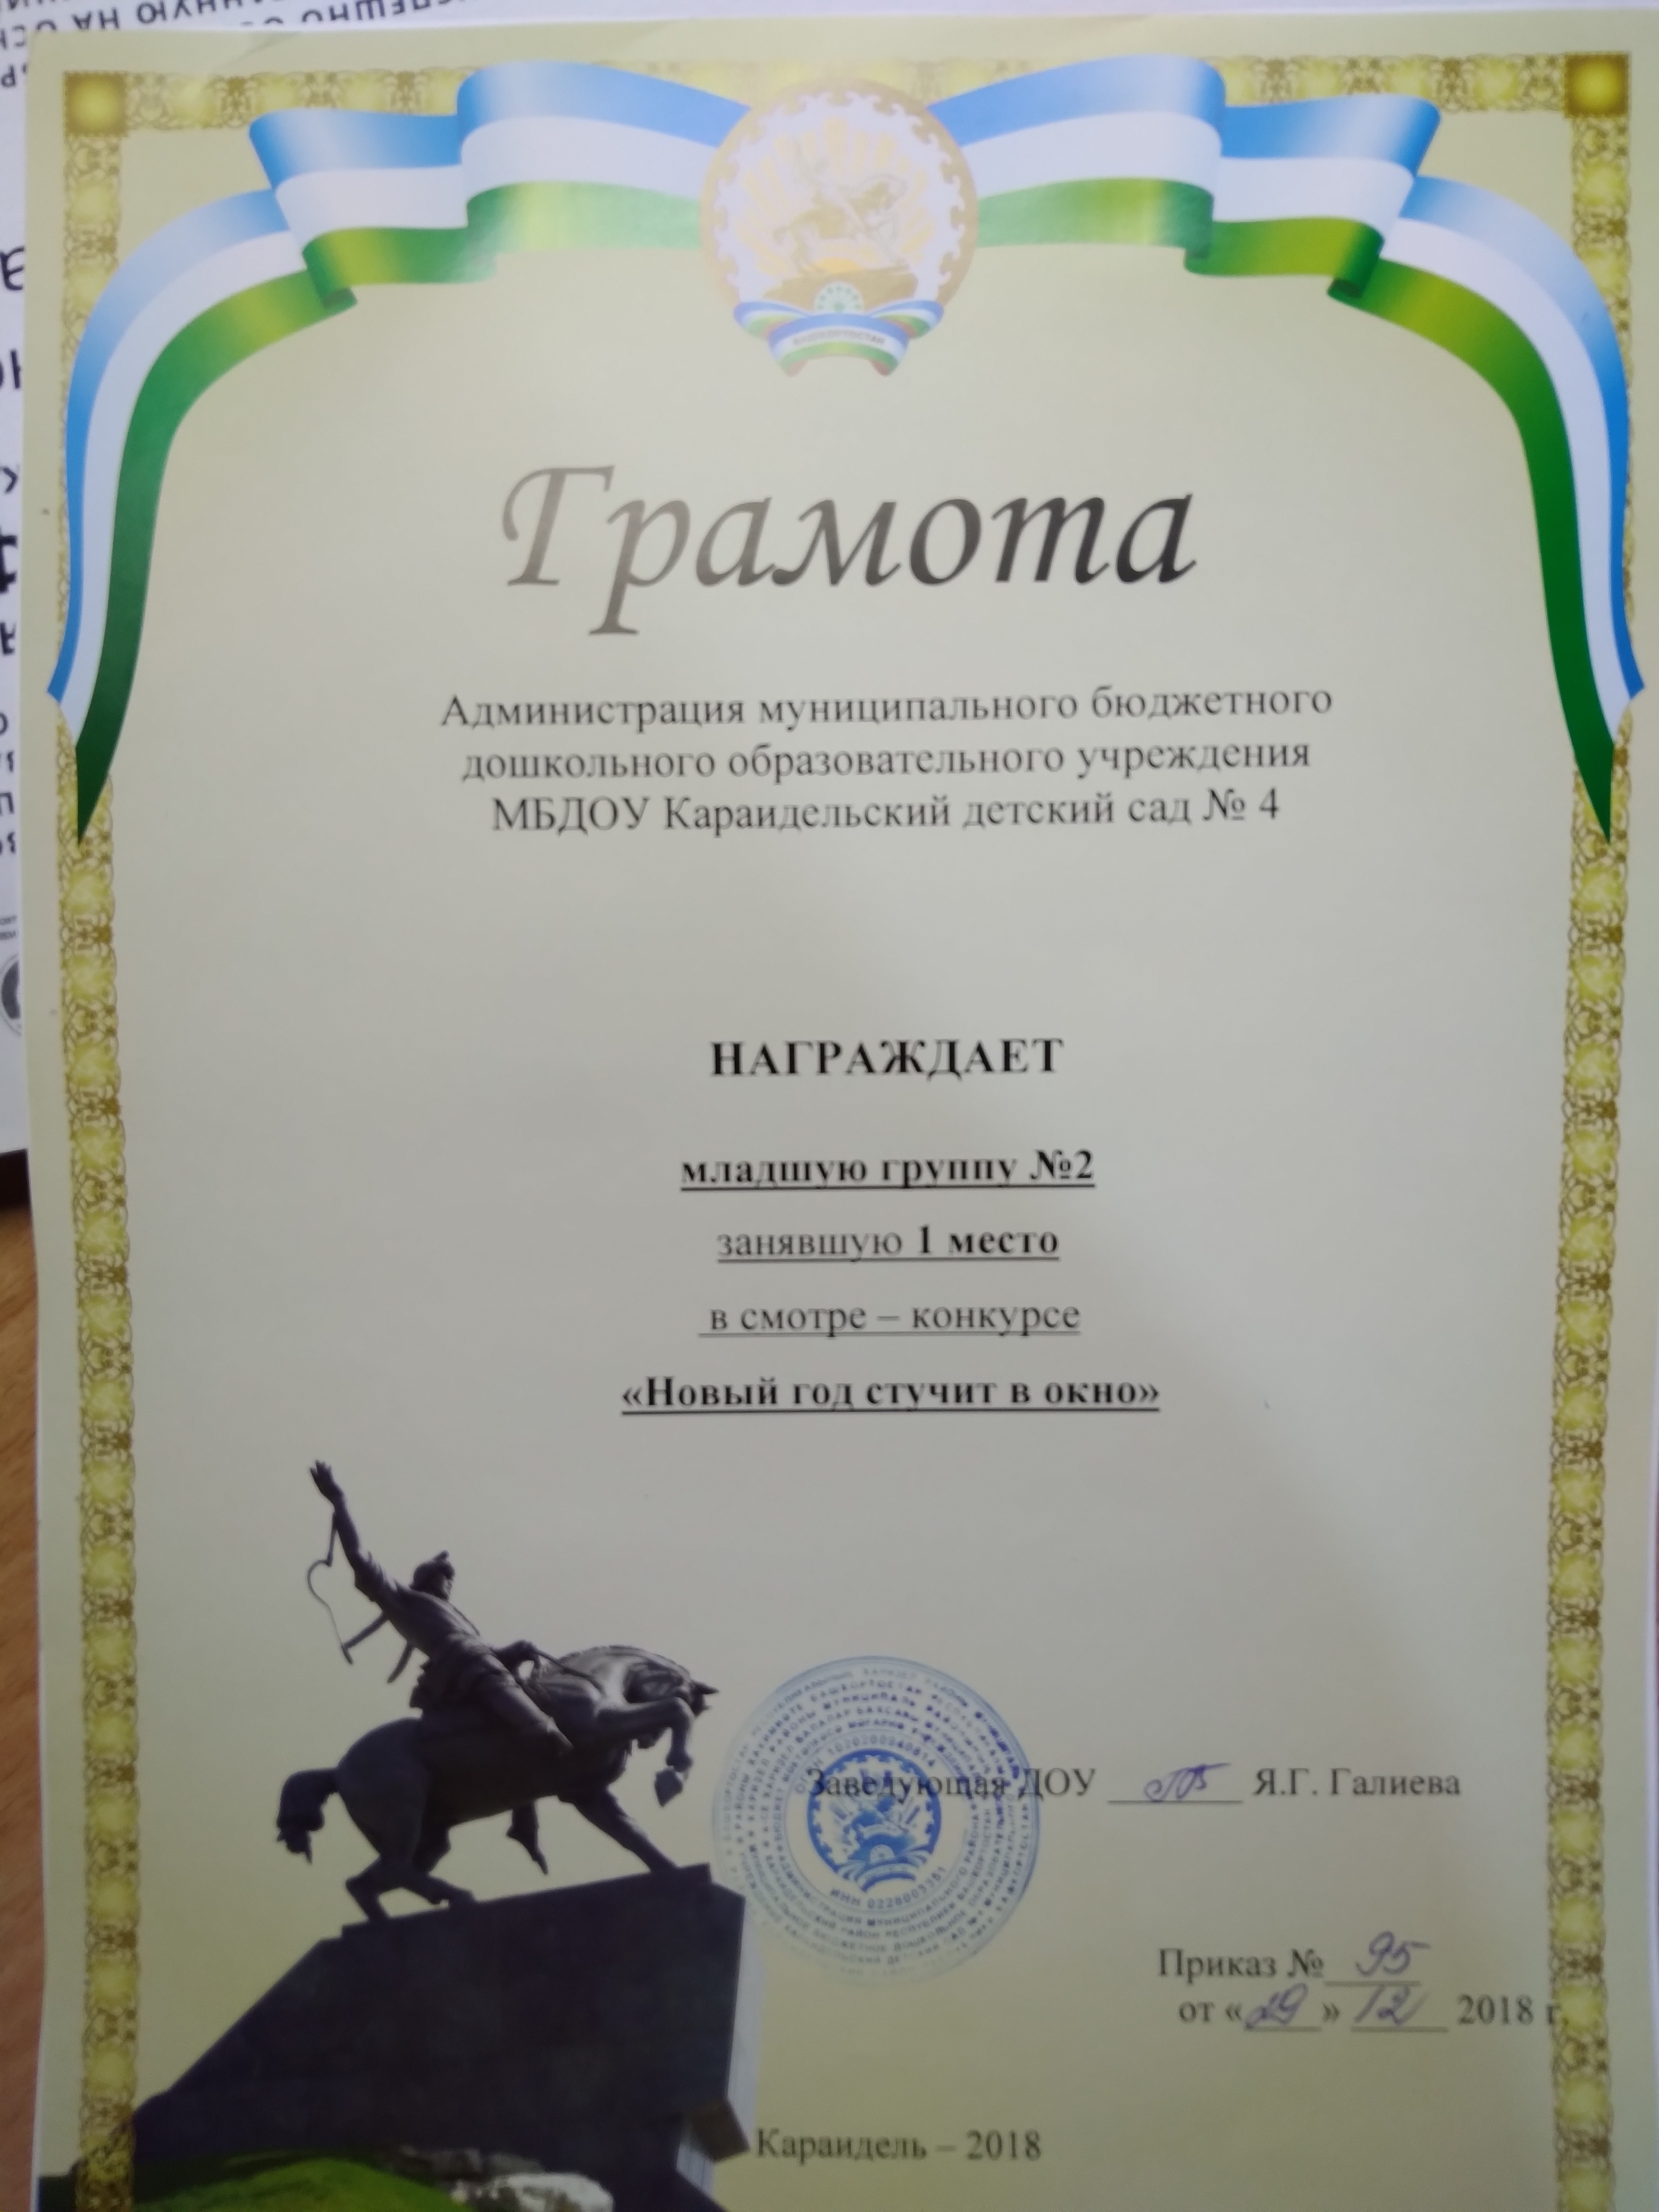 Грамота
Администрация муниципального бюджетного
дошкольного образовательного учреждения
МБДОУ Караидельский детский сад № 4
НАГРАЖДАЕТ
младшую группу №2
занявшую 1 место
в смотре – конкурсе
«Новый год стучит в окно»
Заведующая ДОУ Я.Г. Галиева
ИНН 0228003351
Приказ № 95
от «29» 12 2018 г.
Караидель – 2018